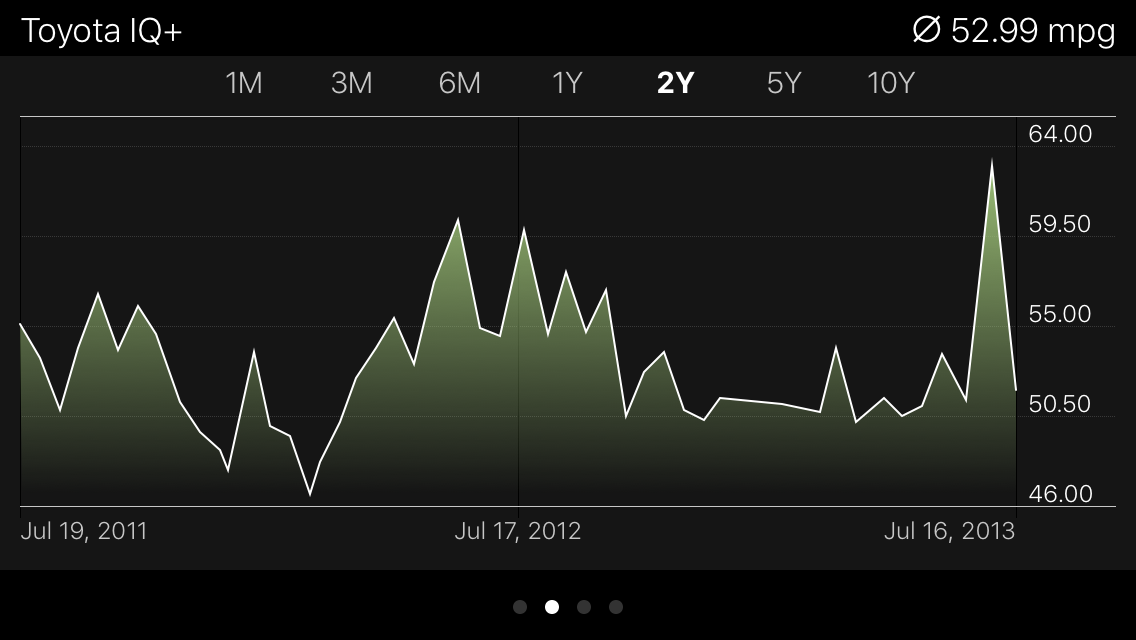 Toyota IQ+
Ø 52.99 mpg
1M 3M 6M 1Y 2Y 5Y 10Y
64.00
59.50
55.00
50.50
46.00
Jul 19, 2011 Jul 17, 2012 Jul 16, 2013